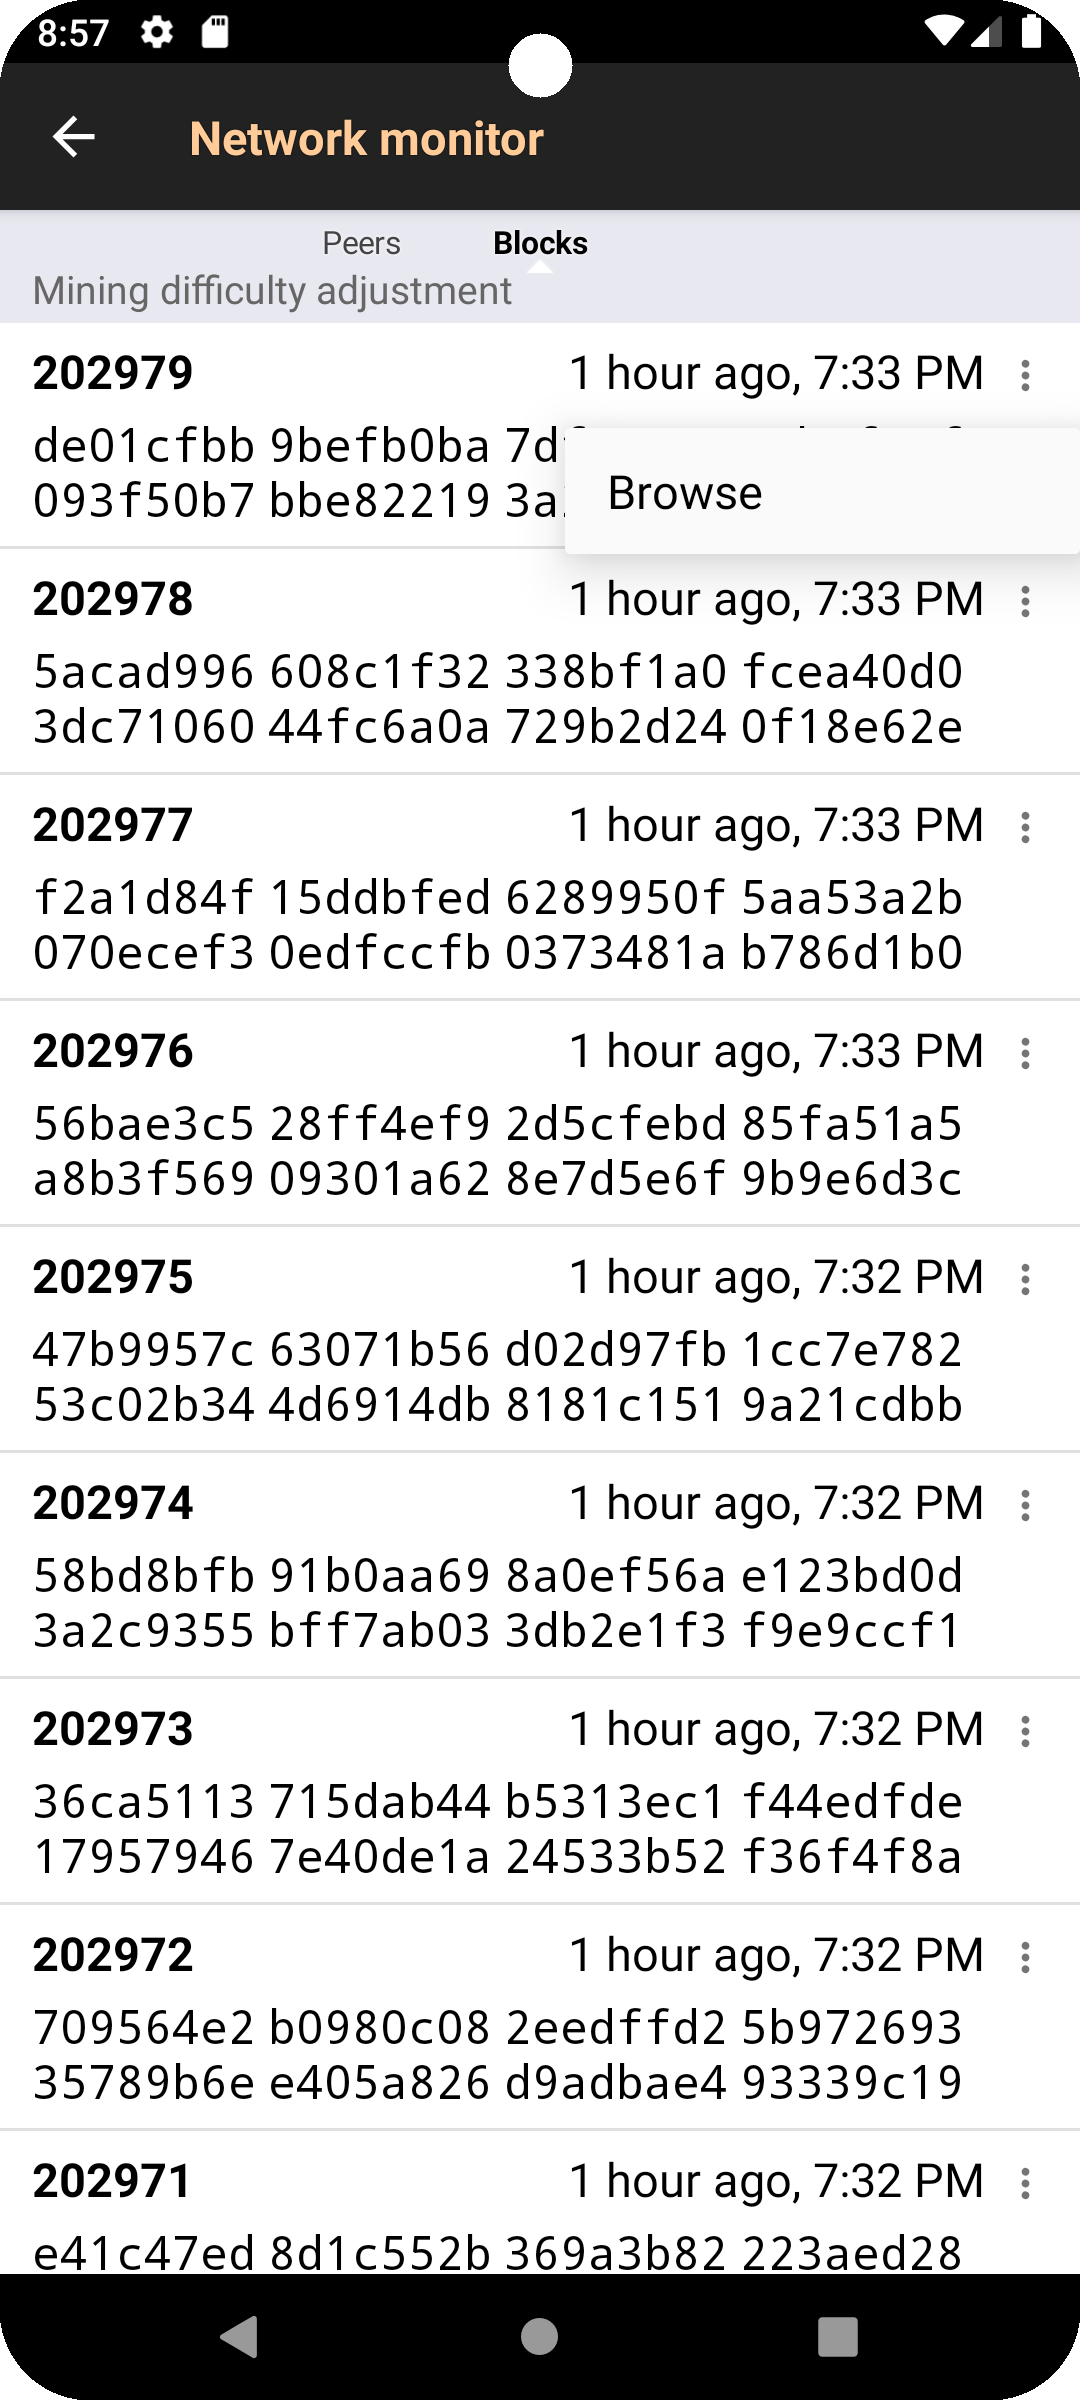 8:57
Network monitor
Peers Blocks
Mining difficulty adjustment
202979 1 hour ago, 7:33 PM
de01cfbb 9befb0ba
093f50b7 bbe82219
Browse
202978 1 hour ago, 7:33 PM
5acad996 608c1f32 338bf1a0 fcea40d0
3dc71060 44fc6a0a 729b2d24 0f18e62e
202977 1 hour ago, 7:33 PM
f2a1d84f 15ddbfed 6289950f 5aa53a2b
070ecef3 0edfccfb 0373481a b786d1b0
202976 1 hour ago, 7:33 PM
56bae3c5 28ff4ef9 2d5cfebd 85fa51a5
a8b3f569 09301a62 8e7d5e6f 9b9e6d3c
202975 1 hour ago, 7:32 PM
47b9957c 63071b56 d02d97fb 1cc7e782
53c02b34 4d6914db 8181c151 9a21cdbb
202974 1 hour ago, 7:32 PM
58bd8bfb 91b0aa69 8a0ef56a e123bd0d
3a2c9355 bff7ab03 3db2e1f3 f9e9ccf1
202973 1 hour ago, 7:32 PM
36ca5113 715dab44 b5313ec1 f44edfde
17957946 7e40de1a 24533b52 f36f4f8a
202972 1 hour ago, 7:32 PM
709564e2 b0980c08 2eedffd2 5b972693
35789b6e e405a826 d9adbae4 93339c19
202971 1 hour ago, 7:32 PM
e41c47ed 8d1c552b 369a3b82 223aed28